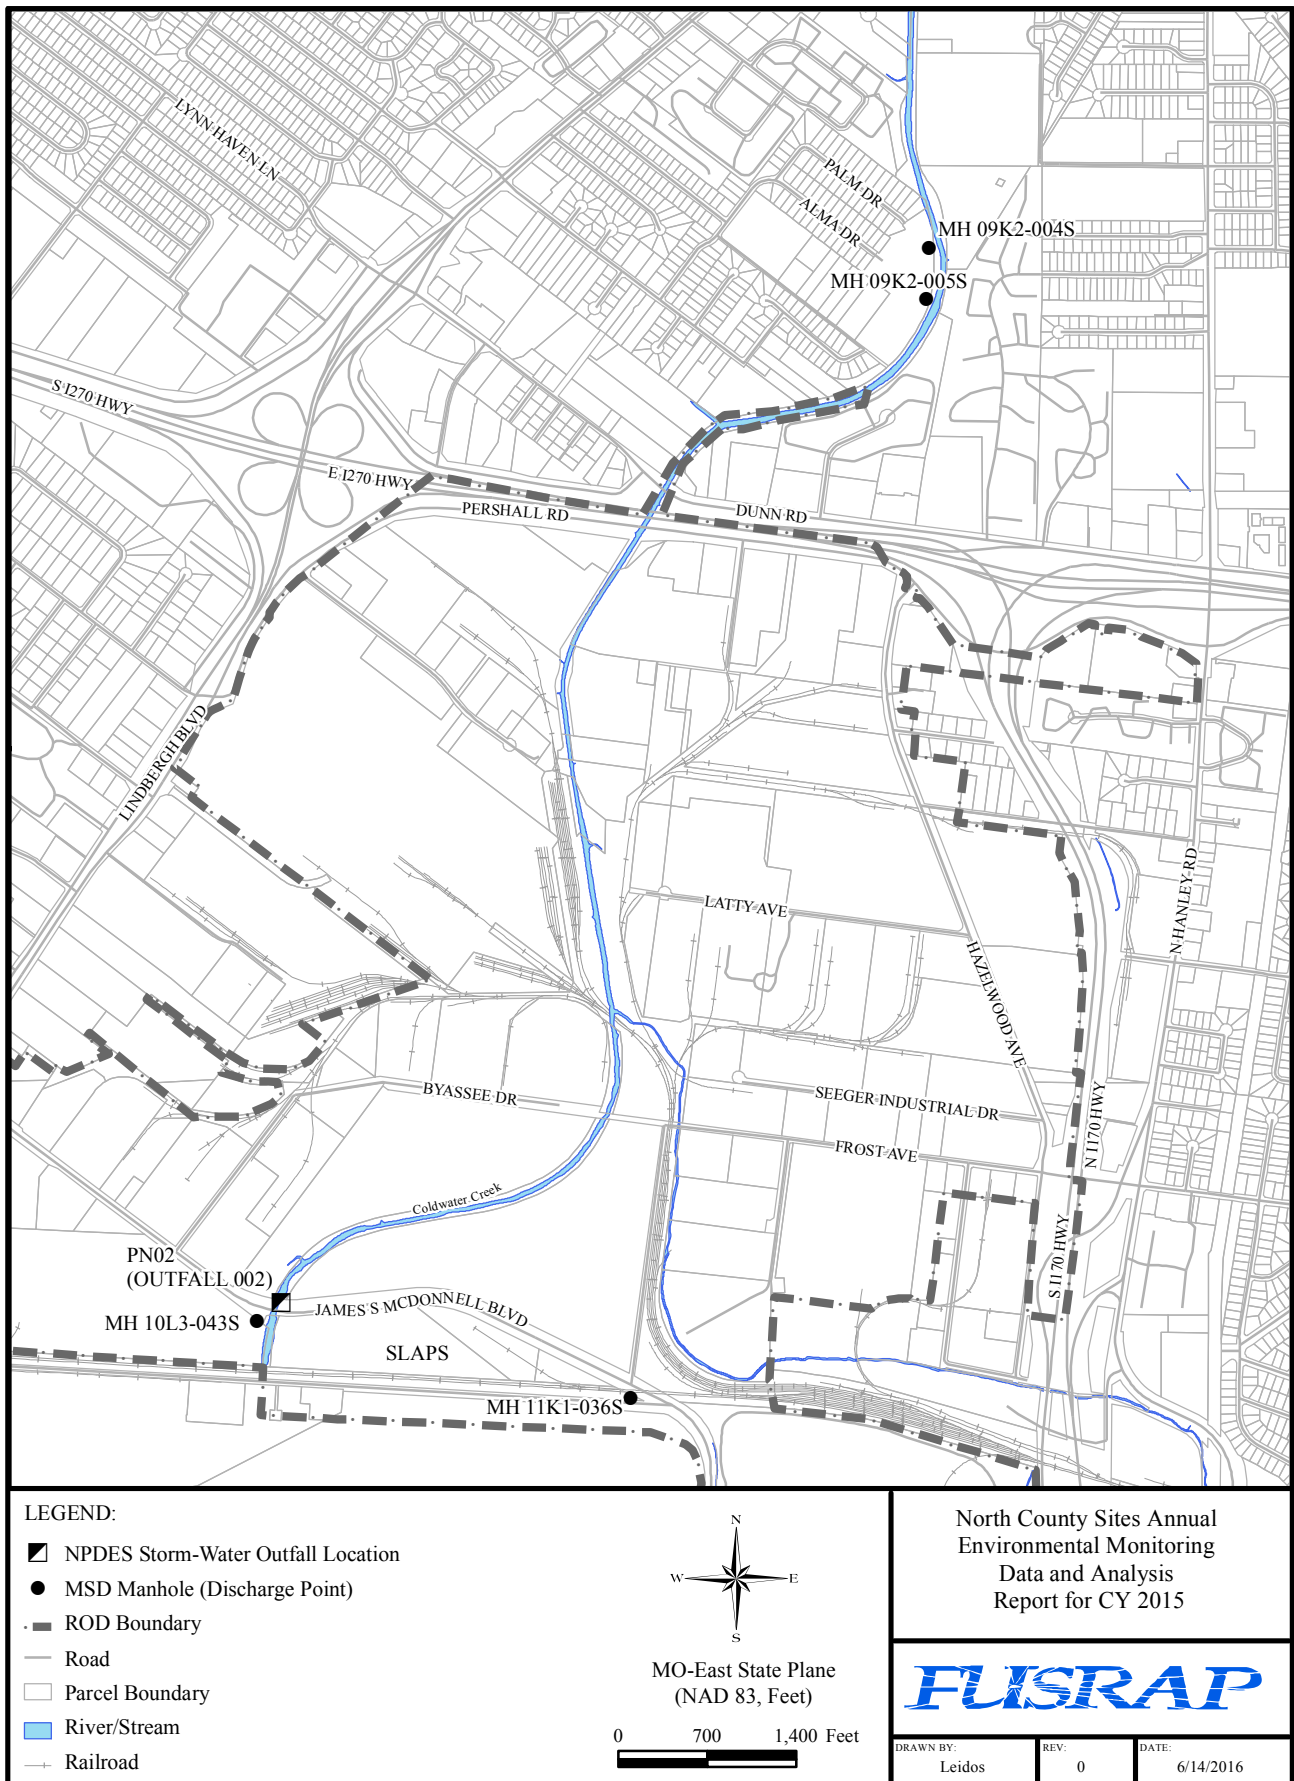 LYNN HAVEN LN
PALM DR
ALMA DR
MH 09K2-004S
MH 09K2-005S
S I270 HWY
E I270 HWY
PERSHALL RD
DUNN RD
LINDBERGH BLVD
LATTY AVE
HAZELWOOD AVE
N HANLEY RD
BYASSEE DR
SEEGER INDUSTRIAL DR
FROST AVE
N I170 HWY
S I170 HWY
Coldwater Creek
PN02
(OUTFALL 002)
MH 10L3-043S
JAMES S MCDONNELL BLVD
SLAPS
MH 11K1-036S
LEGEND:
NPDES Storm-Water Outfall Location
MSD Manhole (Discharge Point)
ROD Boundary
Road
Parcel Boundary
River/Stream
Railroad
N
W E
S
MO-East State Plane
(NAD 83, Feet)
0 700 1,400 Feet
North County Sites Annual
Environmental Monitoring
Data and Analysis
Report for CY 2015
FUSRAP
DRAWN BY:
Leidos
REV:
0
DATE:
6/14/2016